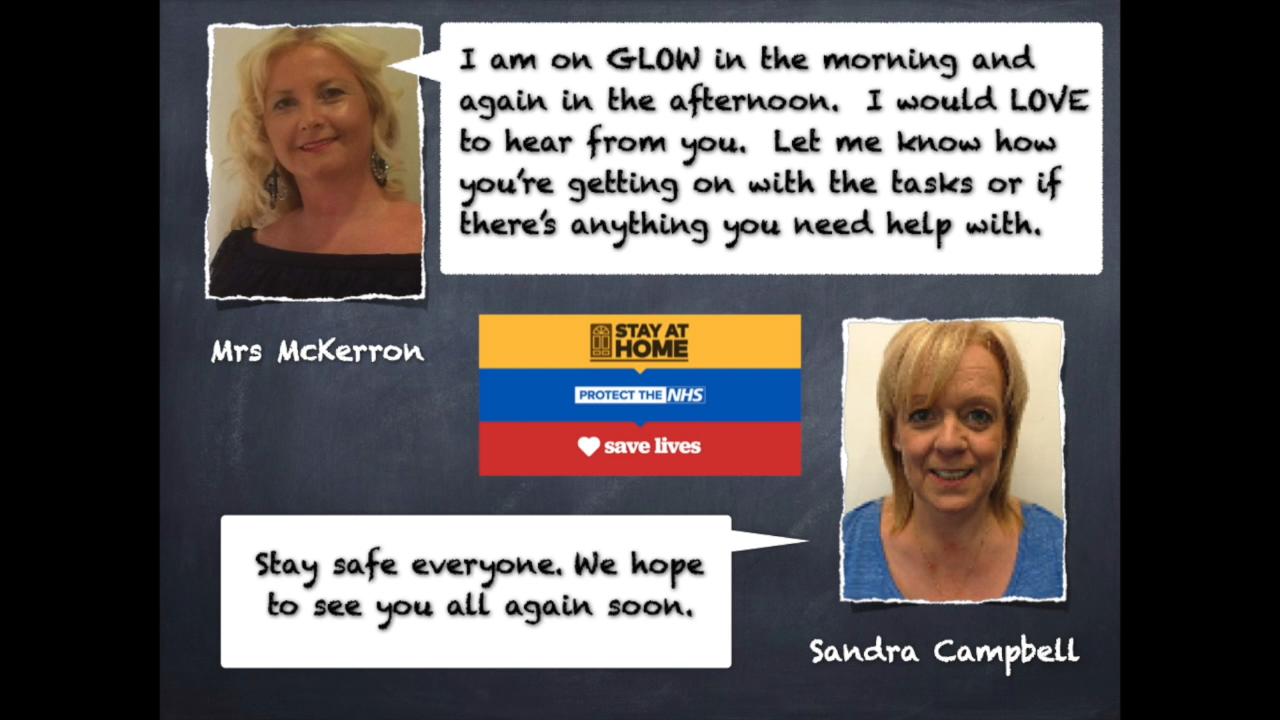 I am on GLOW in the morning and
again in the afternoon. I would LOVE
to hear from you. Let me know how
you're getting on with the tasks or if
there's anything you need help with.
Mrs McKerron
STAY AT
HOME
PROTECT THE NHS
save lives
Stay safe everyone. We hope
to see you all again soon.
Sandra Campbell